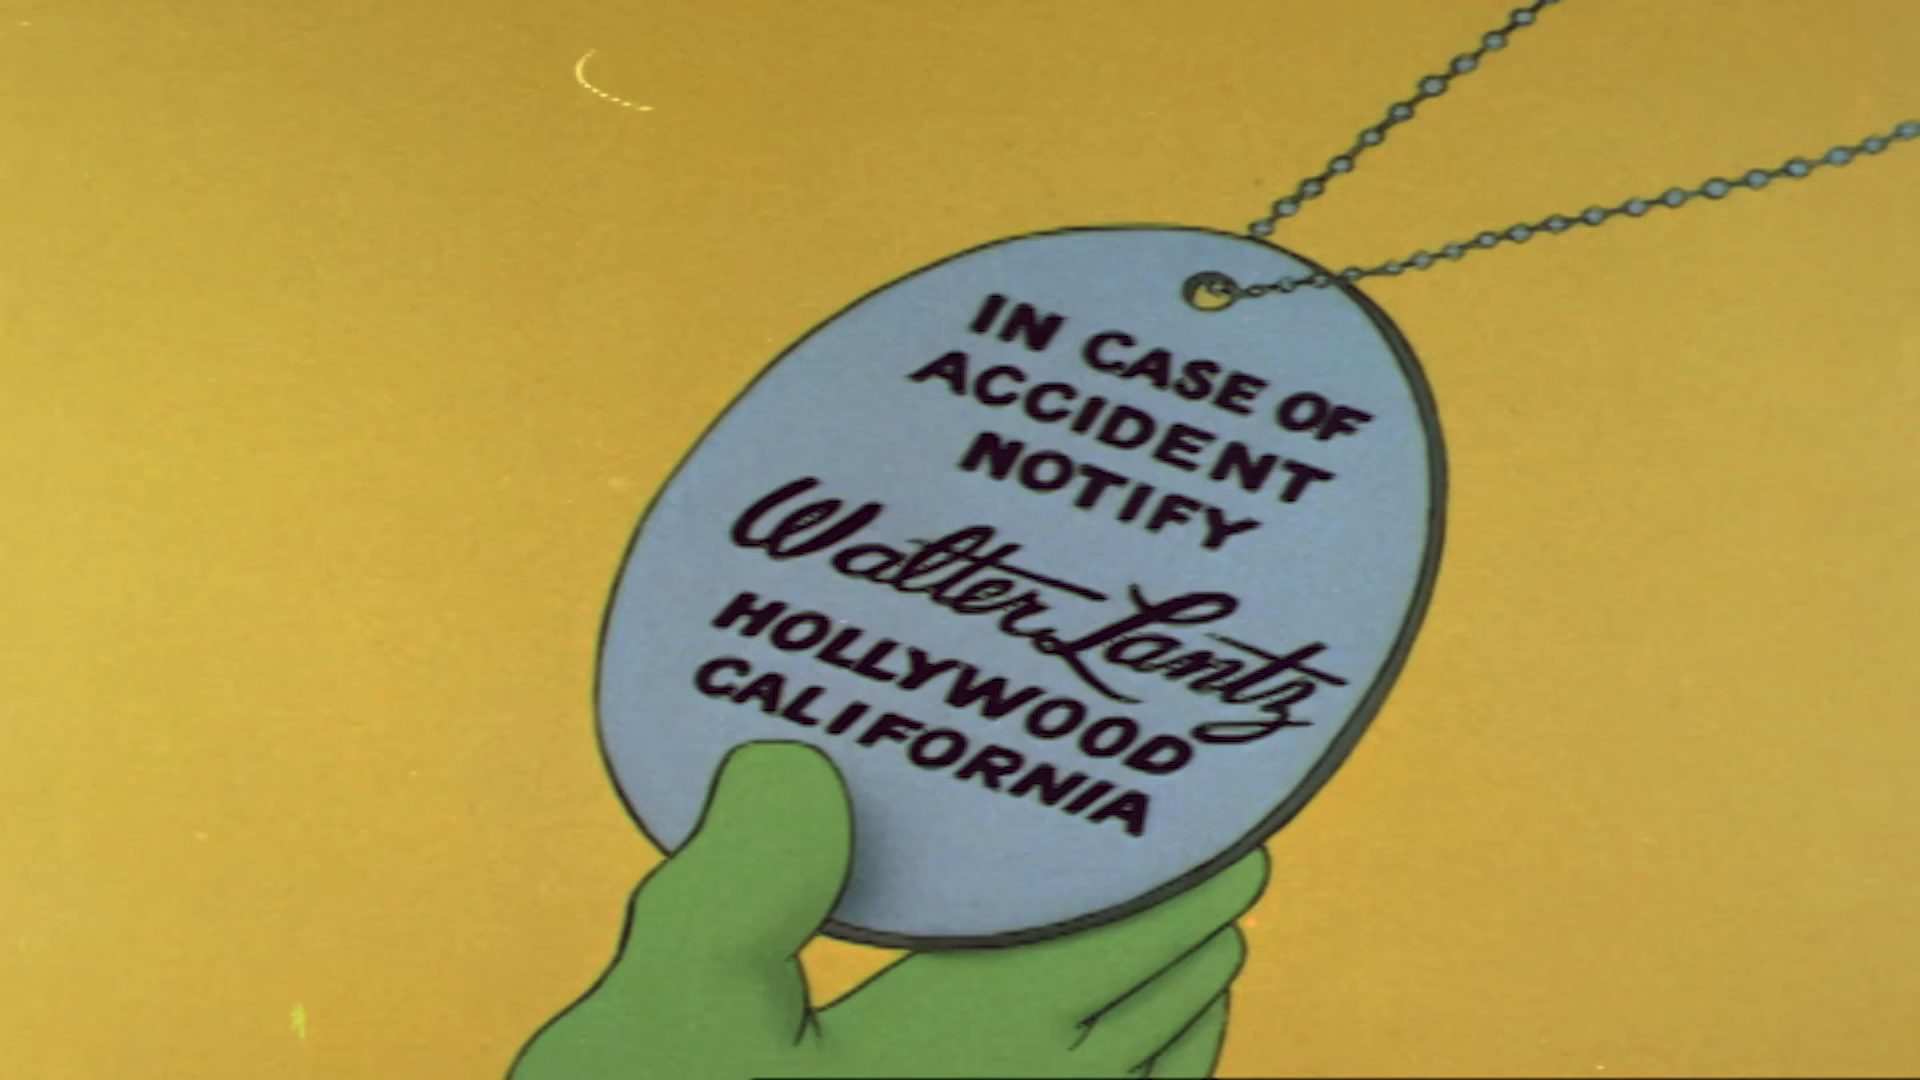 IN CASE OF
ACCIDENT
NOTIFY
Walter Lantz
HOLLYWOOD
CALIFORNIA